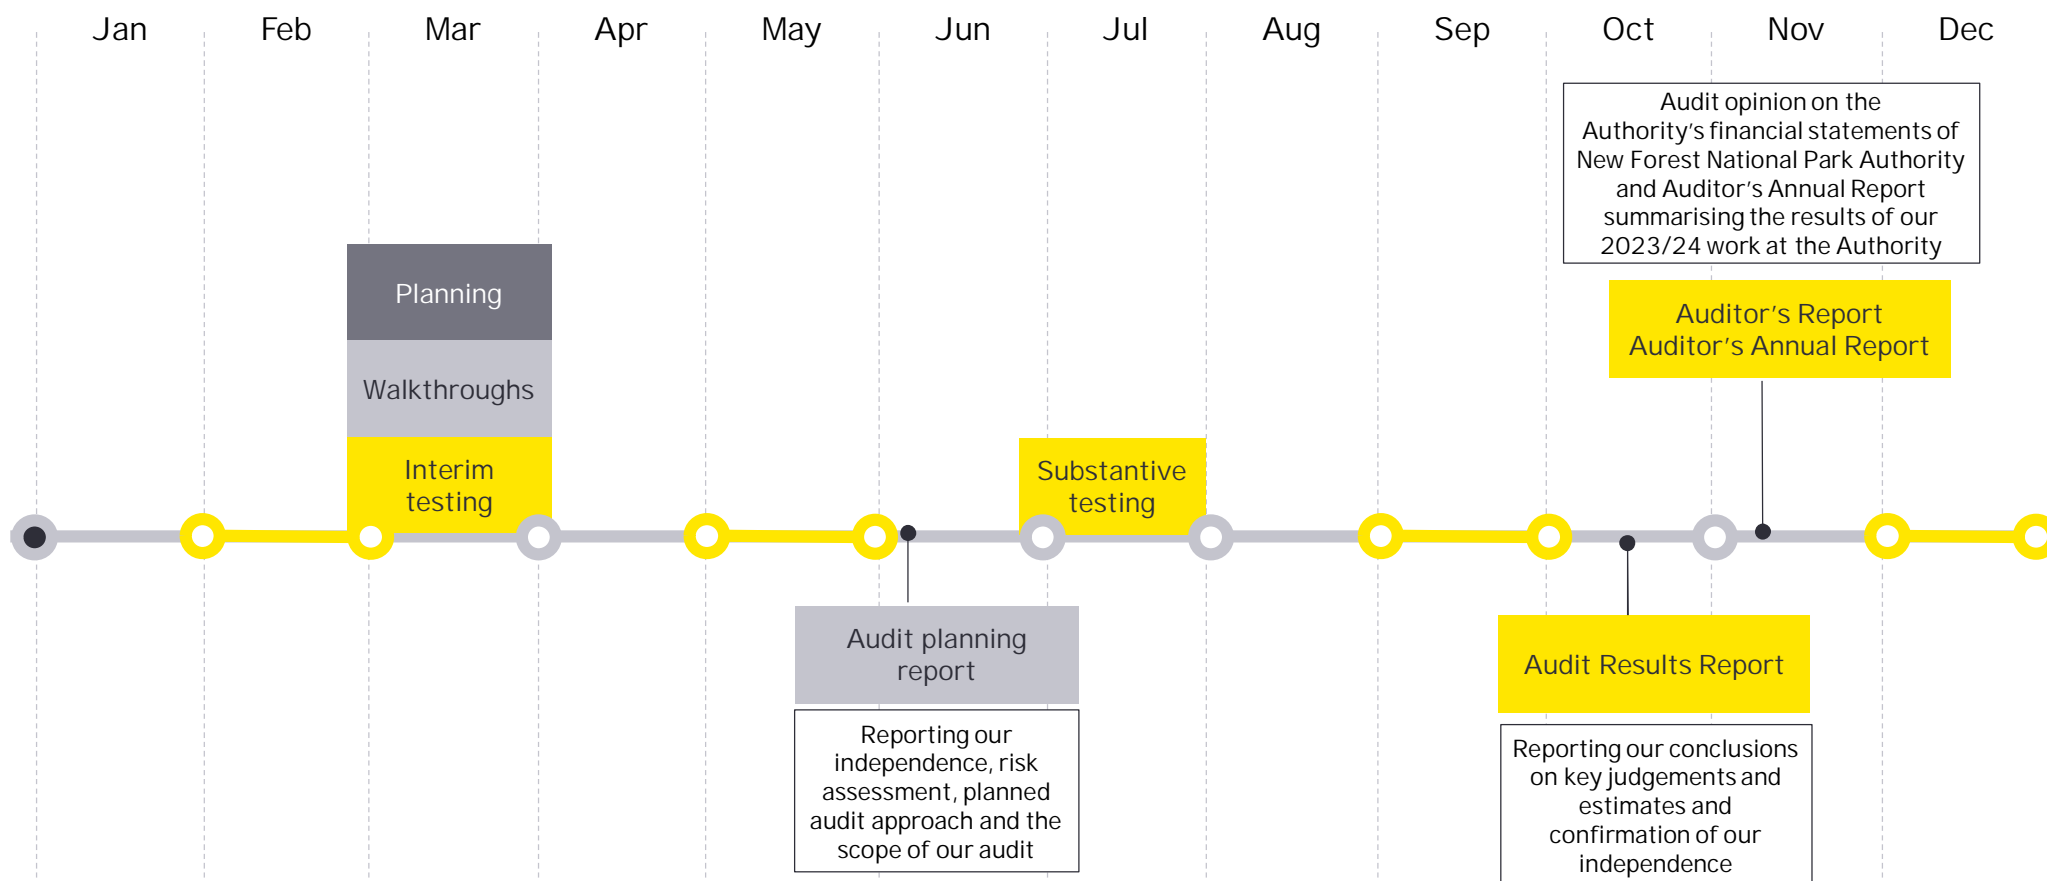 Jan Feb Mar Apr May Jun Jul Aug Sep Oct Nov Dec
Audit opinion on the
Authority's financial statements of
New Forest National Park Authority
and Auditor's Annual Report
summarising the results of our
2023/24 work at the Authority
Planning
Walkthroughs
Interim
testing
Substantive
testing
Auditor's Report
Auditor's Annual Report
Audit planning
report
Reporting our
independence, risk
assessment, planned
audit approach and the
scope of our audit
Audit Results Report
Reporting our conclusions
on key judgements and
estimates and
confirmation of our
independence